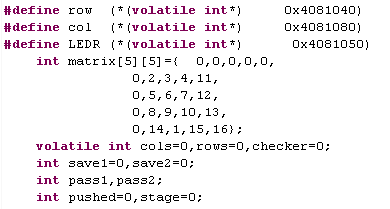 #define row  (*(volatile int*)     0x4081040)
#define col  (*(volatile int*)     0x4081080)
#define LEDR (*(volatile int*)      0x4081050)
    int matrix[5][5]={  0,0,0,0,0,
             0,2,3,4,11,
             0,5,6,7,12,
             0,8,9,10,13,
             0,14,1,15,16};
    volatile int cols=0,rows=0,checker=0;
    int save1=0,save2=0;
    int pass1,pass2;
    int pushed=0,stage=0;